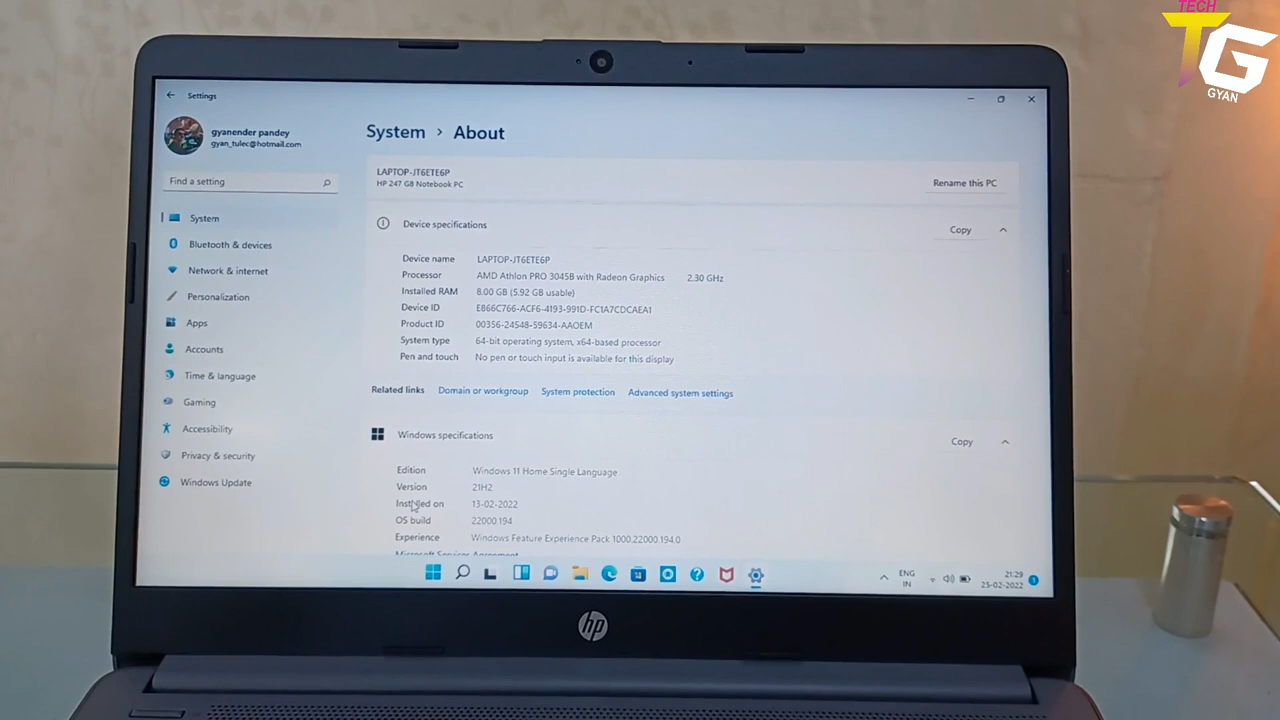 TECH
TG
GYAN
Settings
gyanender pandey
gyan_tulec@hotmail.com
Find a setting
System
Bluetooth & devices
Network & internet
Personalization
Apps
Accounts
Time & language
Gaming
Accessibility
Privacy & security
Windows Update
System › About
LAPTOP-JT6ETE6P
HP 247 G8 Notebook PC
Rename this PC
Device specifications
Copy
Device name LAPTOP-JT6ETE6P
Processor AMD Athlon PRO 3045B with Radeon Graphics 2.30 GHz
Installed RAM 8.00 GB (5.92 GB usable)
Device ID E866C766-ACF6-4193-991D-FC1A7CDCAEA1
Product ID 00356-24548-59634-AAOEM
System type 64-bit operating system, x64-based processor
Pen and touch No pen or touch input is available for this display
Related links Domain or workgroup System protection Advanced system settings
Windows specifications
Copy
Edition Windows 11 Home Single Language
Version 21H2
Installed on 13-02-2022
OS build 22000.194
Experience Windows Feature Experience Pack 1000.22000.194.0
Microsoft Services Agreement
ENG
IN
21:29
25-02-2022
1
hp